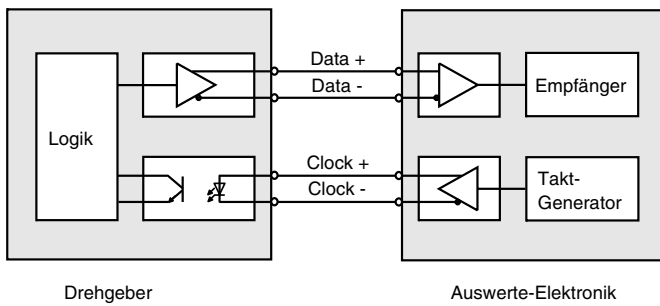 Data +
Data -
Empfänger
Logik
Clock +
Clock -
Takt-
Generator
Drehgeber
Auswerte-Elektronik